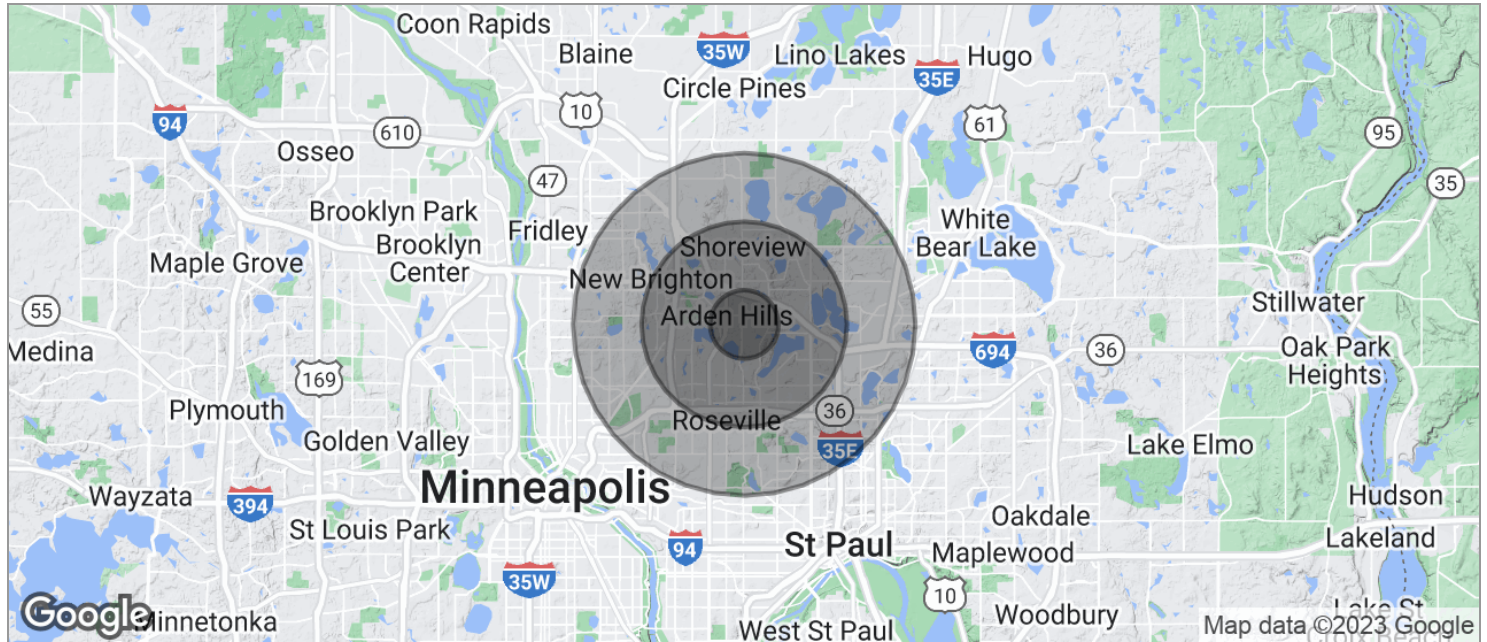 Coon Rapids
Blaine
35W
Lino Lakes
Hugo
35E
Circle Pines
94
610
10
61
95
Osseo
47
35
Brooklyn Park
Fridley
White
Bear Lake
Brooklyn
Center
Shoreview
Maple Grove
New Brighton
55
Arden Hills
Stillwater
Medina
694
36
Oak Park
Heights
169
Plymouth
Roseville
36
Golden Valley
35E
Lake Elmo
Minneapolis
Wayzata
394
Hudson
St Louis Park
Oakdale
Lakeland
94
St Paul
Maplewood
35W
10
Google
Minnetonka
Woodbury
Lake St
West St Paul
Map data ©2023 Google